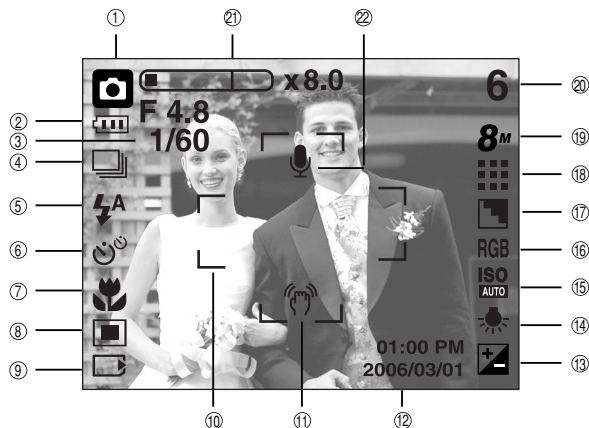 ① ㉑ ㉒
x8.0
F 4.8
1/60
6
8M
A
RGB
ISO
AUTO
01:00 PM
2006/03/01
② ③ ④ ⑤ ⑥ ⑦ ⑧ ⑨
⑩ ⑪ ⑫
⑳ ⑲ ⑱ ⑰ ⑯ ⑮ ⑭ ⑬